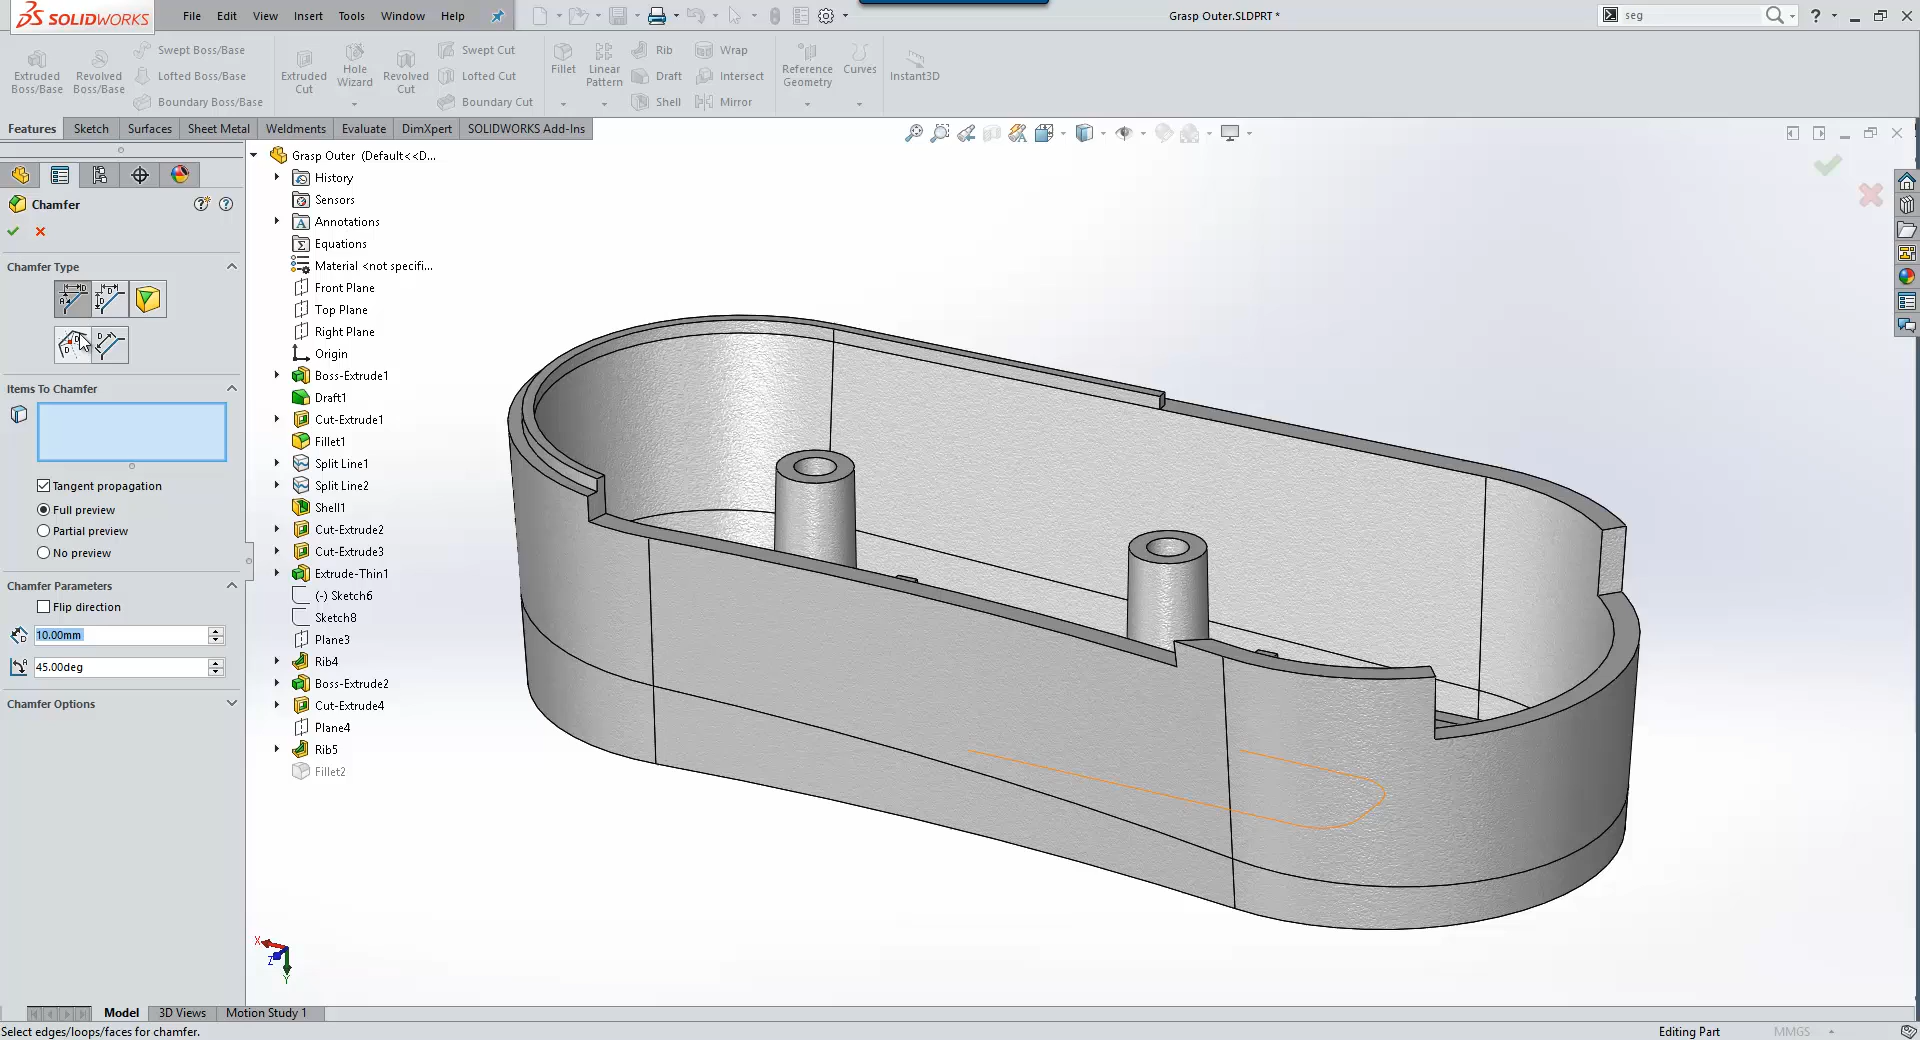 SOLIDWORKS
File Edit View Insert Tools Window Help
Grasp Outer.SLDPRT *
seg
?
Extruded Boss/Base
Revolved Boss/Base
Swept Boss/Base
Lofted Boss/Base
Boundary Boss/Base
Extruded Cut
Hole Wizard
Revolved Cut
Swept Cut
Lofted Cut
Boundary Cut
Fillet
Linear Pattern
Rib
Draft
Shell
Wrap
Intersect
Mirror
Reference Geometry
Curves
Instant3D
Features Sketch Surfaces Sheet Metal Weldments Evaluate DimXpert SOLIDWORKS Add-Ins
Chamfer
Chamfer Type
Items To Chamfer
Tangent propagation
Full preview
Partial preview
No preview
Chamfer Parameters
Flip direction
10.00mm
45.00deg
Chamfer Options
Grasp Outer (Default<<D...
History
Sensors
Annotations
Equations
Material <not specifi...
Front Plane
Top Plane
Right Plane
Origin
Boss-Extrude1
Draft1
Cut-Extrude1
Fillet1
Split Line1
Split Line2
Shell1
Cut-Extrude2
Cut-Extrude3
Extrude-Thin1
(-) Sketch6
Sketch8
Plane3
Rib4
Boss-Extrude2
Cut-Extrude4
Plane4
Rib5
Fillet2
X
Z
Y
Model 3D Views Motion Study 1
Select edges/loops/faces for chamfer.
Editing Part
MMGS